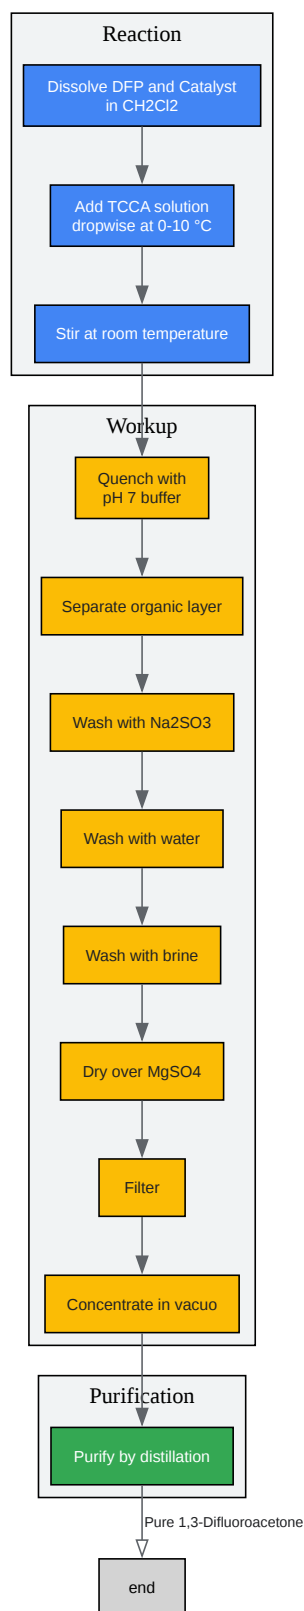 Reaction
Dissolve DFP and Catalyst
in CH2Cl2
Add TCCA solution
dropwise at 0-10 °C
Stir at room temperature
Workup
Quench with
pH 7 buffer
Separate organic layer
Wash with Na2SO3
Wash with water
Wash with brine
Dry over MgSO4
Filter
Concentrate in vacuo
Purification
Purify by distillation
Pure 1,3-Difluoroacetone
end